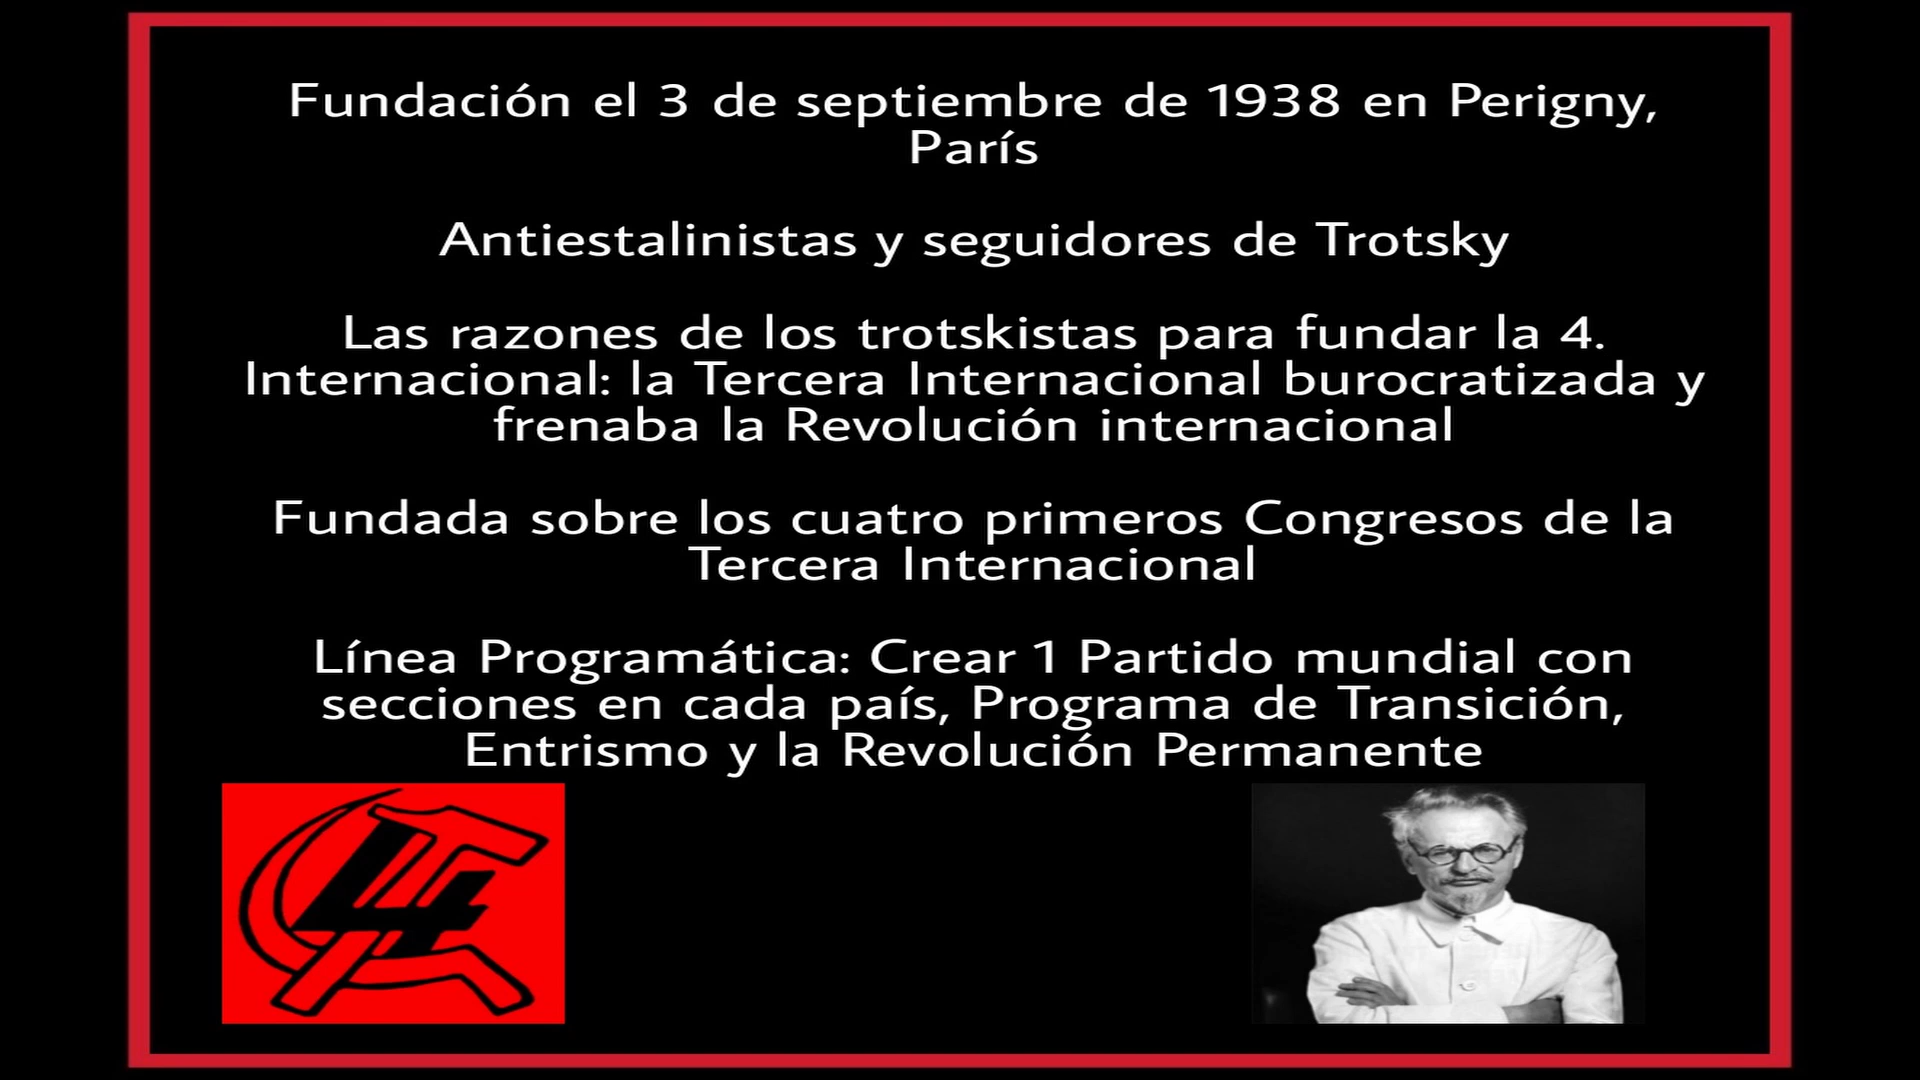 Fundación el 3 de septiembre de 1938 en Perigny,
París
Antiestalinistas y seguidores de Trotsky
Las razones de los trotskistas para fundar la 4.
Internacional: la Tercera Internacional burocratizada y
frenaba la Revolución internacional
Fundada sobre los cuatro primeros Congresos de la
Tercera Internacional
Línea Programática: Crear 1 Partido mundial con
secciones en cada país, Programa de Transición,
Entrismo y la Revolución Permanente
4